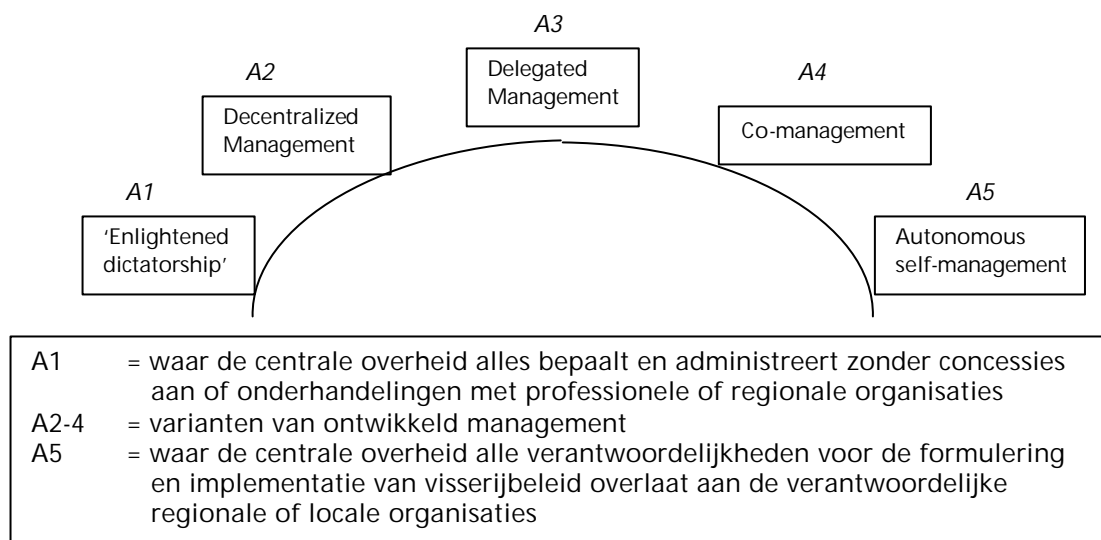 A3
Delegated
Management
A2
Decentralized
Management
A4
Co-management
A1
‘Enlightened
dictatorship’
A5
Autonomous
self-management
A1 = waar de centrale overheid alles bepaalt en administreert zonder concessies
aan of onderhandelingen met professionele of regionale organisaties
A2-4 = varianten van ontwikkeld management
A5 = waar de centrale overheid alle verantwoordelijkheden voor de formulering
en implementatie van visserijbeleid overlaat aan de verantwoordelijke
regionale of locale organisaties